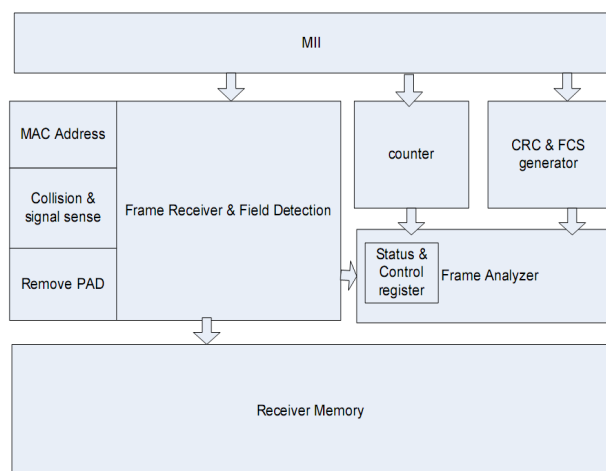 MII
MAC Address
Collision &
signal sense
Remove PAD
Frame Receiver & Field Detection
counter
CRC & FCS
generator
Status &
Control
register
Frame Analyzer
Receiver Memory